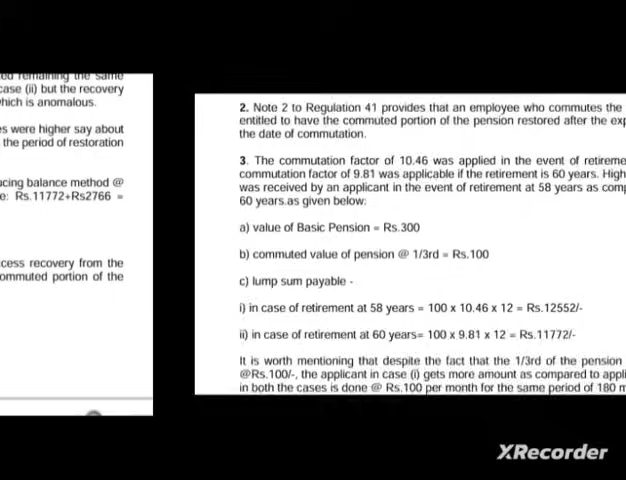 ed remaining the same
case (ii) but the recovery
which is anomalous.
s were higher say about
the period of restoration
ucing balance method @
e: Rs.11772+Rs2766 =
cess recovery from the
ommuted portion of the
2. Note 2 to Regulation 41 provides that an employee who commutes the
entitled to have the commuted portion of the pension restored after the exp
the date of commutation.
3. The commutation factor of 10.46 was applied in the event of retireme
commutation factor of 9.81 was applicable if the retirement is 60 years. High
was received by an applicant in the event of retirement at 58 years as comp
60 years.as given below:
a) value of Basic Pension = Rs.300
b) commuted value of pension @ 1/3rd = Rs.100
c) lump sum payable -
i) in case of retirement at 58 years = 100 x 10.46 x 12 = Rs.12552/-
ii) in case of retirement at 60 years= 100 x 9.81 x 12 = Rs.11772/-
It is worth mentioning that despite the fact that the 1/3rd of the pension
@Rs.100/-, the applicant in case (i) gets more amount as compared to appli
in both the cases is done @ Rs.100 per month for the same period of 180 m
XRecorder